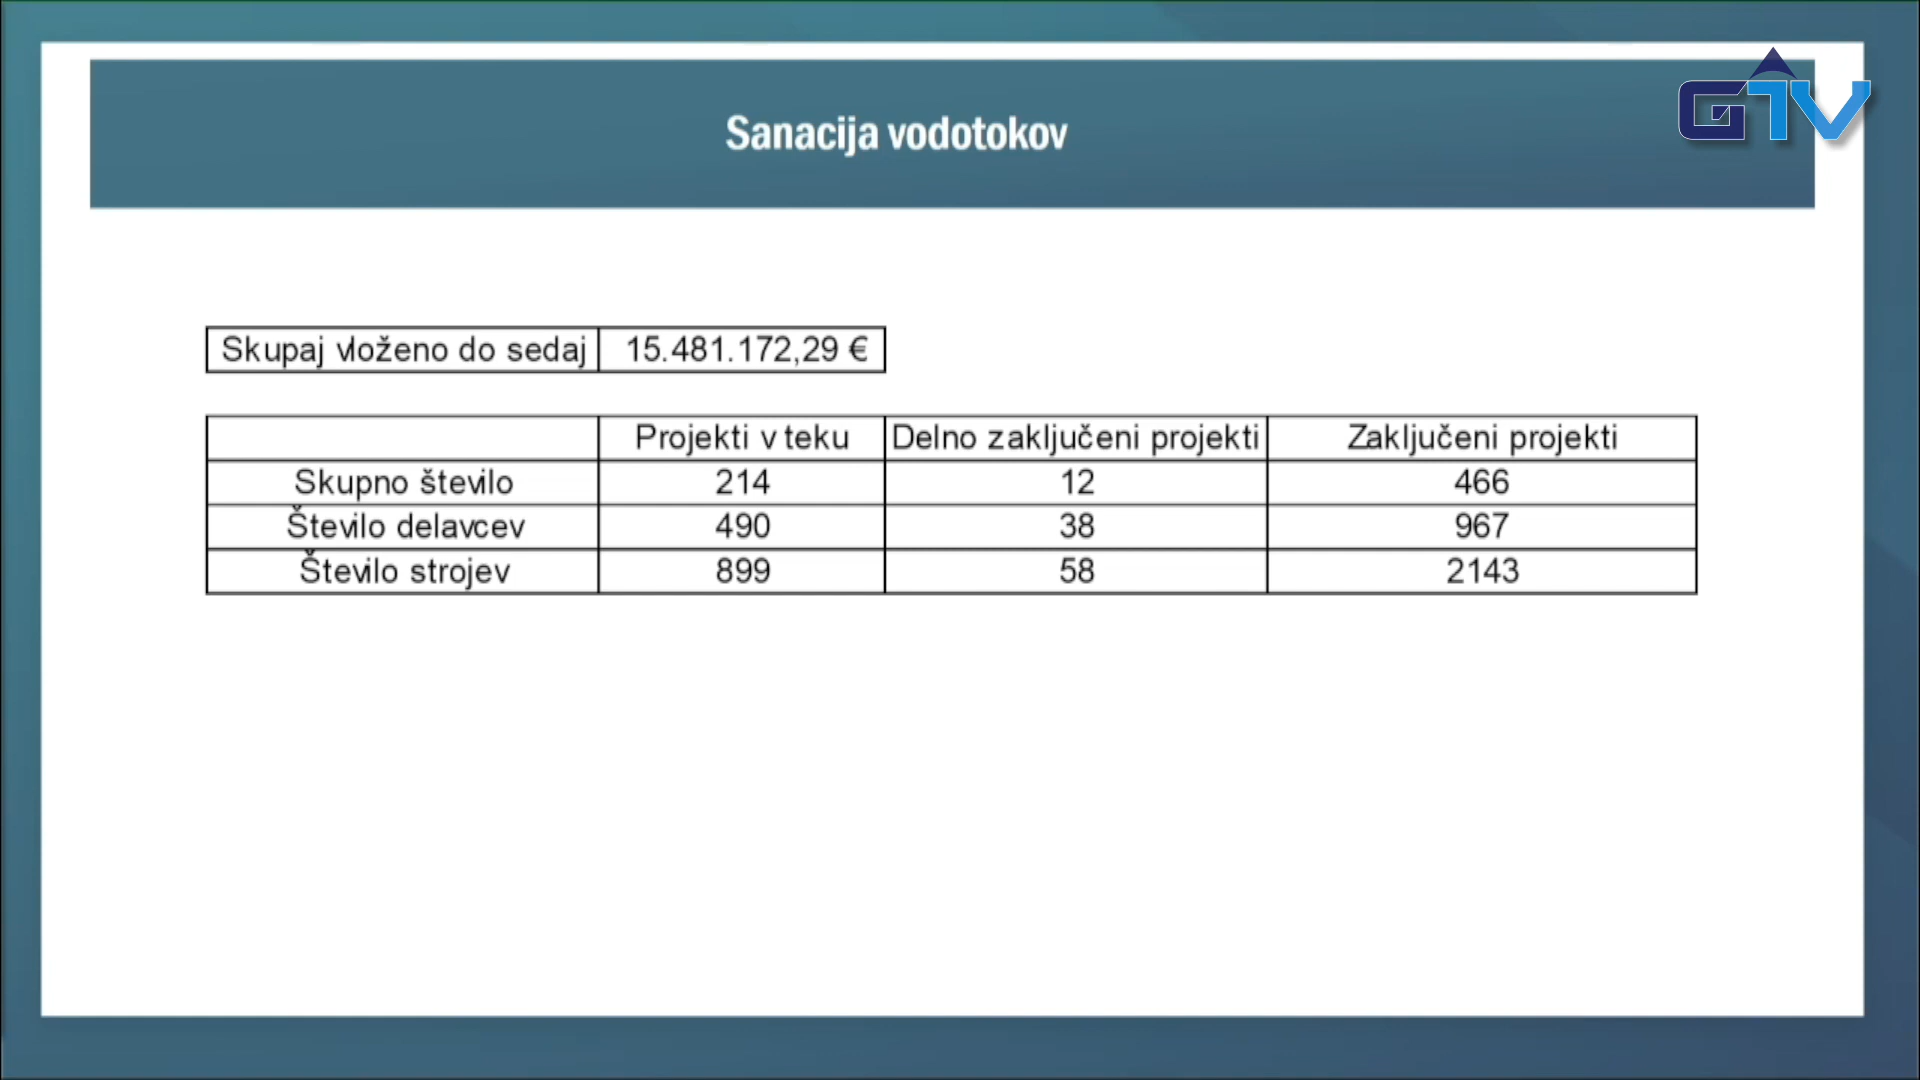 GTV
Sanacija vodotokov
Skupaj vloženo do sedaj 15.481.172,29 €
Projekti v teku Delno zaključeni projekti Zaključeni projekti
Skupno število 214 12 466
Število delavcev 490 38 967
Število strojev 899 58 2143